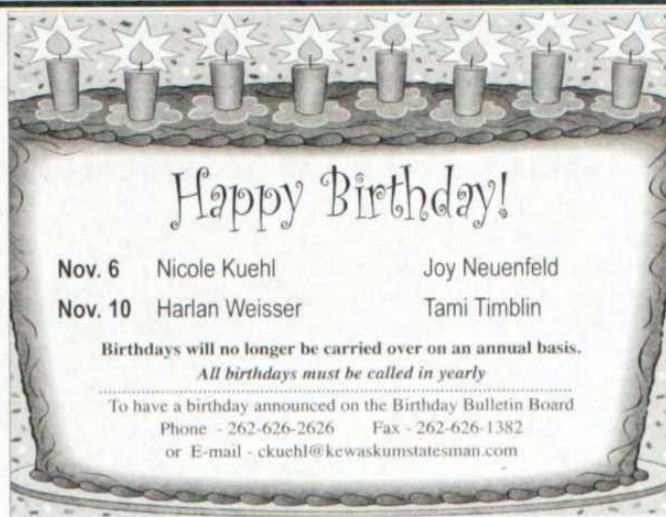 Happy Birthday!
Nov. 6 Nicole Kuehl Joy Neuenfeld
Nov. 10 Harlan Weisser Tami Timblin
Birthdays will no longer be carried over on an annual basis.
All birthdays must be called in yearly
To have a birthday announced on the Birthday Bulletin Board
Phone - 262-626-2626 Fax - 262-626-1382
or E-mail - ckuehl@kewaskumstatesman.com